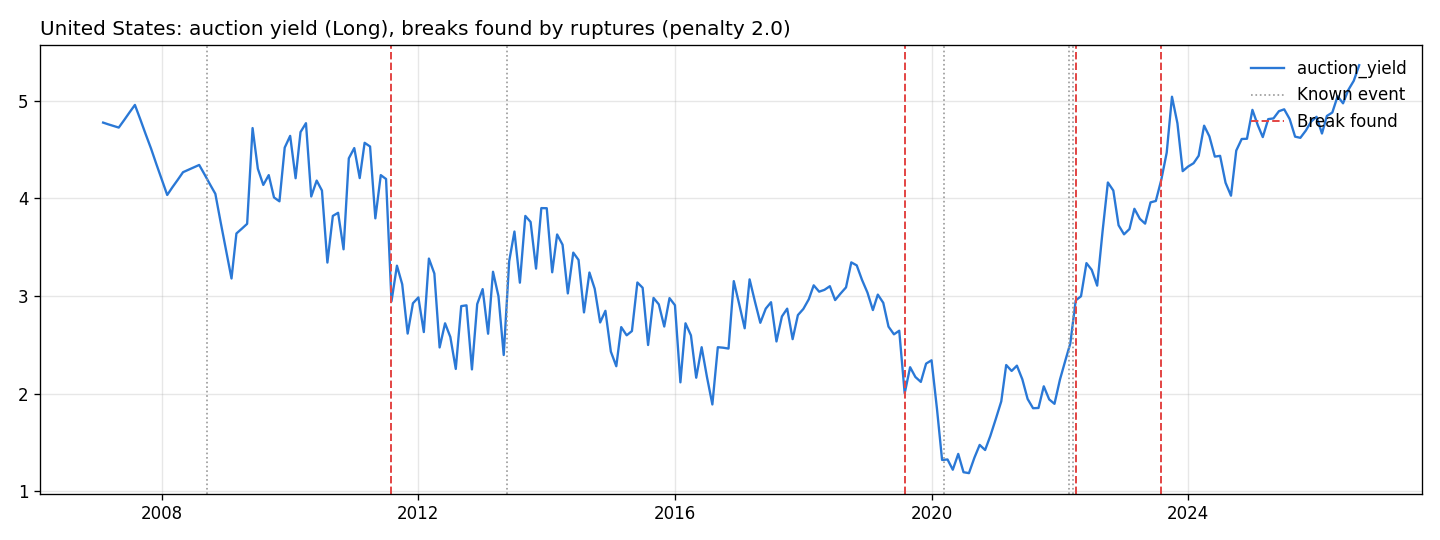 United States: auction yield (Long), breaks found by ruptures (penalty 2.0)
auction_yield
Known event
Break found
5
4
3
2
1
2008 2012 2016 2020 2024